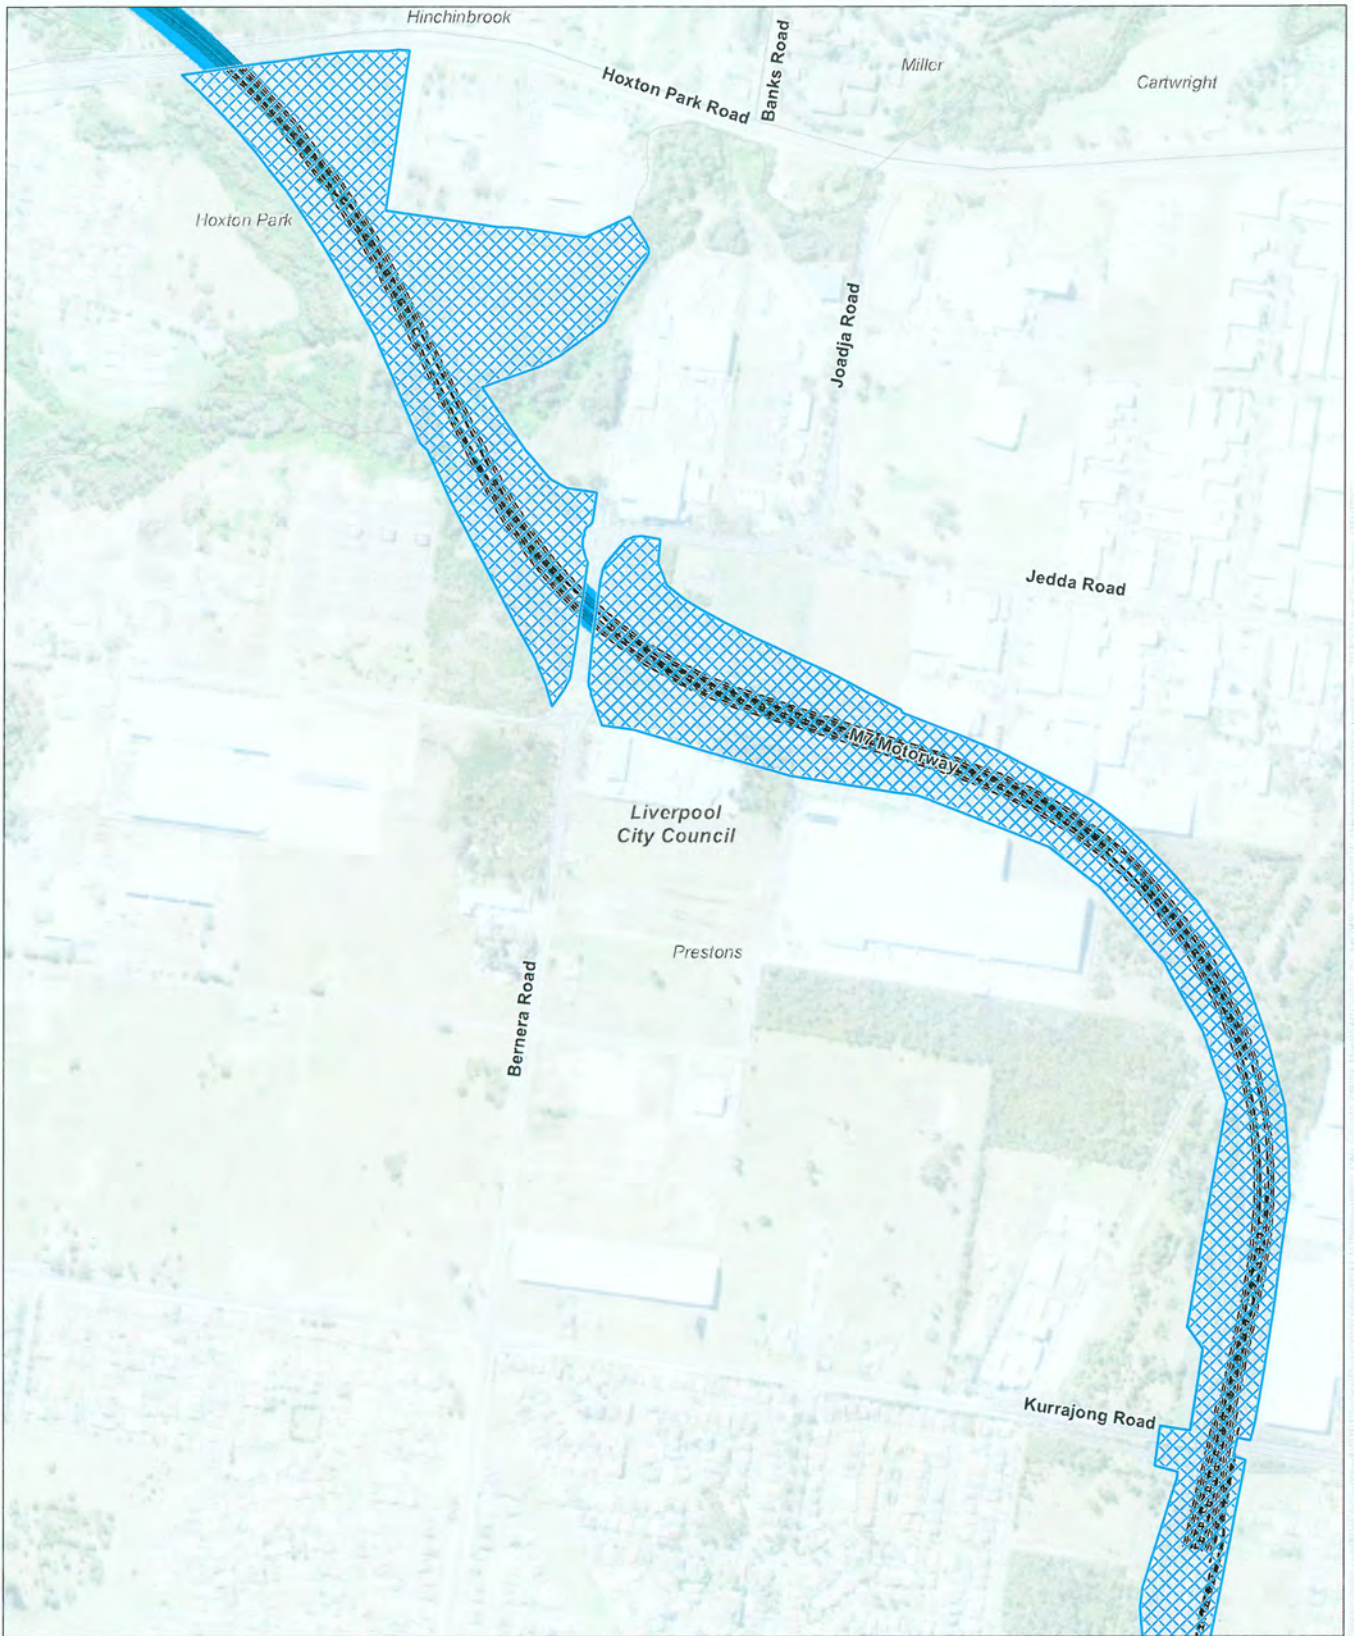 Hinchinbrook
Banks Road
Miller
Hoxton Park Road
Cartwright
Hoxton Park
Joadja Road
Jedda Road
M7 Motorway
Liverpool
City Council
Prestons
Bernera Road
Kurrajong Road